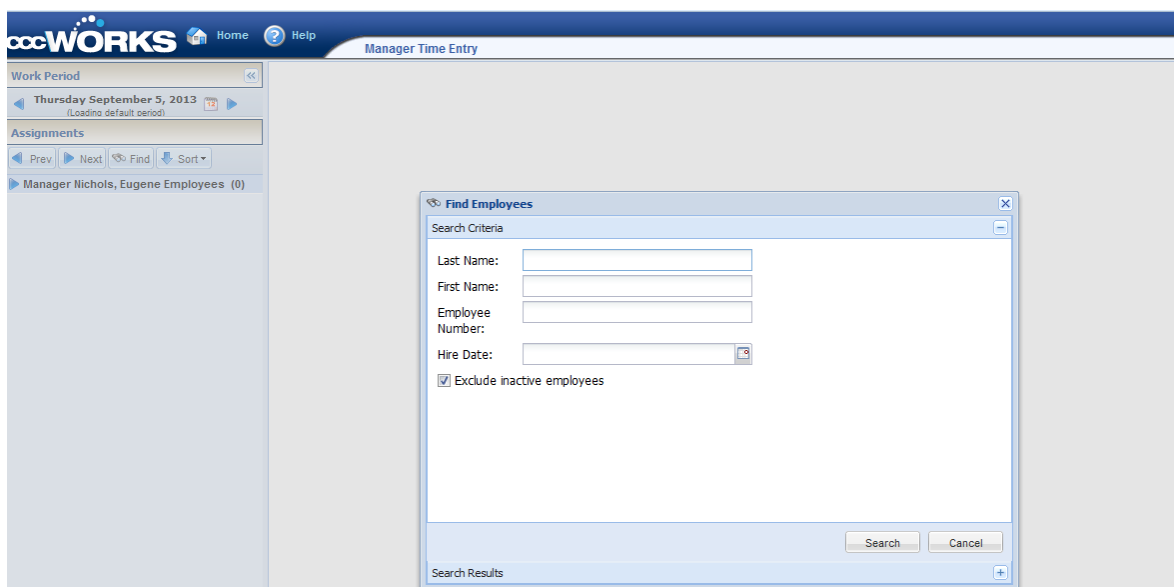 cccWORKS Home Help
Manager Time Entry
Work Period
Thursday September 5, 2013 12
(Loading default period)
Assignments
Prev Next Find Sort
Manager Nichols, Eugene Employees (0)
Find Employees
Search Criteria
Last Name:
First Name:
Employee
Number:
Hire Date:
Exclude inactive employees
Search Cancel
Search Results